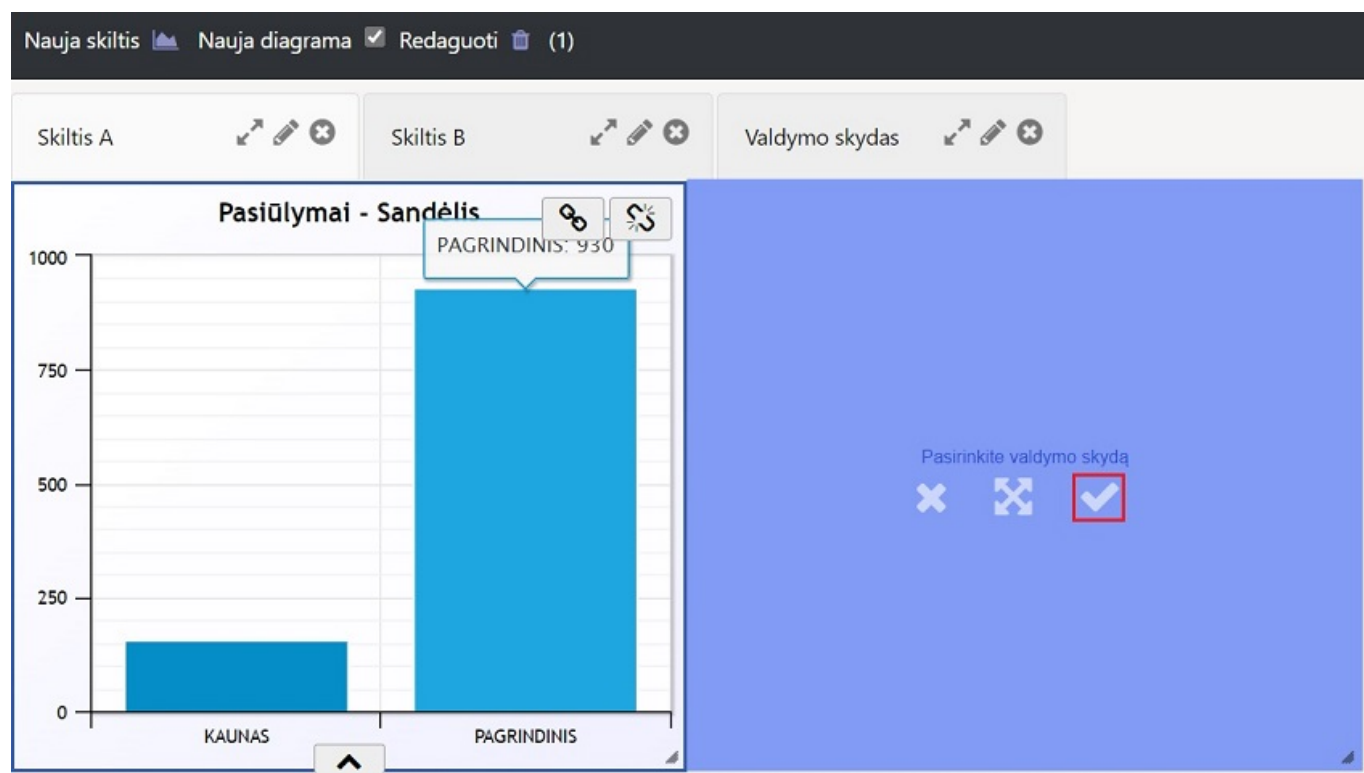 Nauja skiltis Nauja diagrama Redaguoti (1)
Skiltis A Skiltis B Valdymo skydas
Pasiūlymai - Sandėlis
PAGRINDINIS: 930
1000
750
500
250
0
KAUNAS PAGRINDINIS
Pasirinkite valdymo skydą